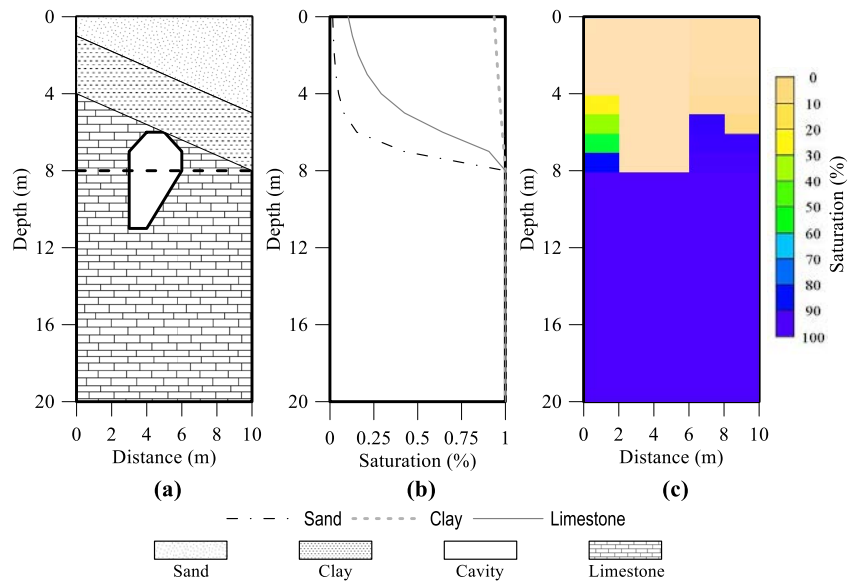 0
4
8
12
16
20
Depth (m)
0 2 4 6 8 10
Distance (m)
(a)
0
4
8
12
16
20
Depth (m)
0 0.25 0.5 0.75 1
Saturation (%)
(b)
0
4
8
12
16
20
Depth (m)
0 2 4 6 8 10
Distance (m)
(c)
0
10
20
30
40
50
60
70
80
90
100
Saturation (%)
Sand Clay Limestone
Sand Clay Cavity Limestone